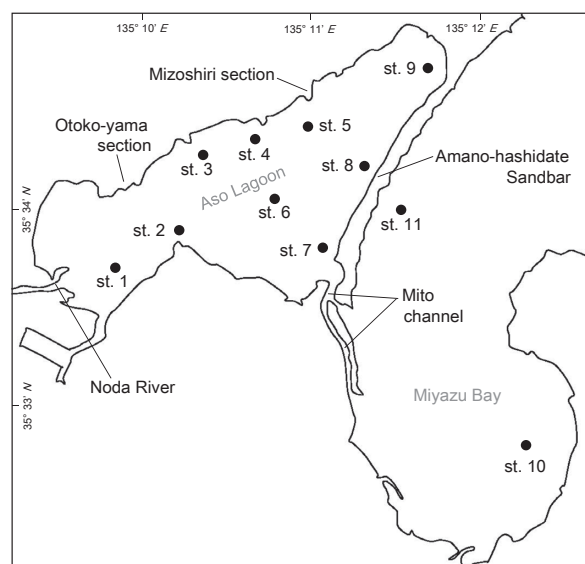 135° 10' E
135° 11' E
135° 12' E
st. 9
Mizoshiri section
Otoko-yama
section
st. 5
st. 4
st. 3
st. 8
Amano-hashidate
Sandbar
Aso Lagoon
35° 34' N
st. 6
st. 11
st. 2
st. 7
st. 1
Mito
channel
Noda River
35° 33' N
Miyazu Bay
st. 10